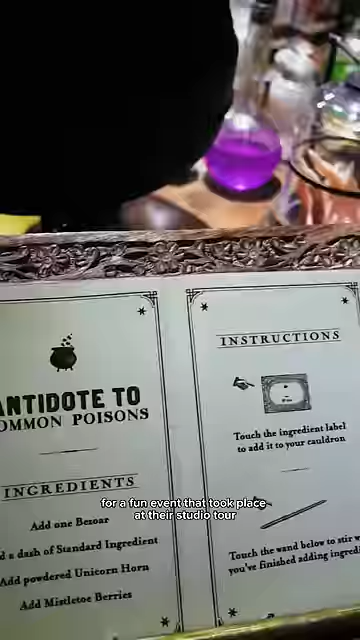 ANTIDOTE TO
COMMON POISONS
INGREDIENTS
Add one Bezoar
a dash of Standard Ingredient
Add powdered Unicorn Horn
Add Mistletoe Berries
INSTRUCTIONS
Touch the ingredient label
to add it to your cauldron
Touch the wand below to stir
you've finished adding
for a fun event that took place
at their studio tour